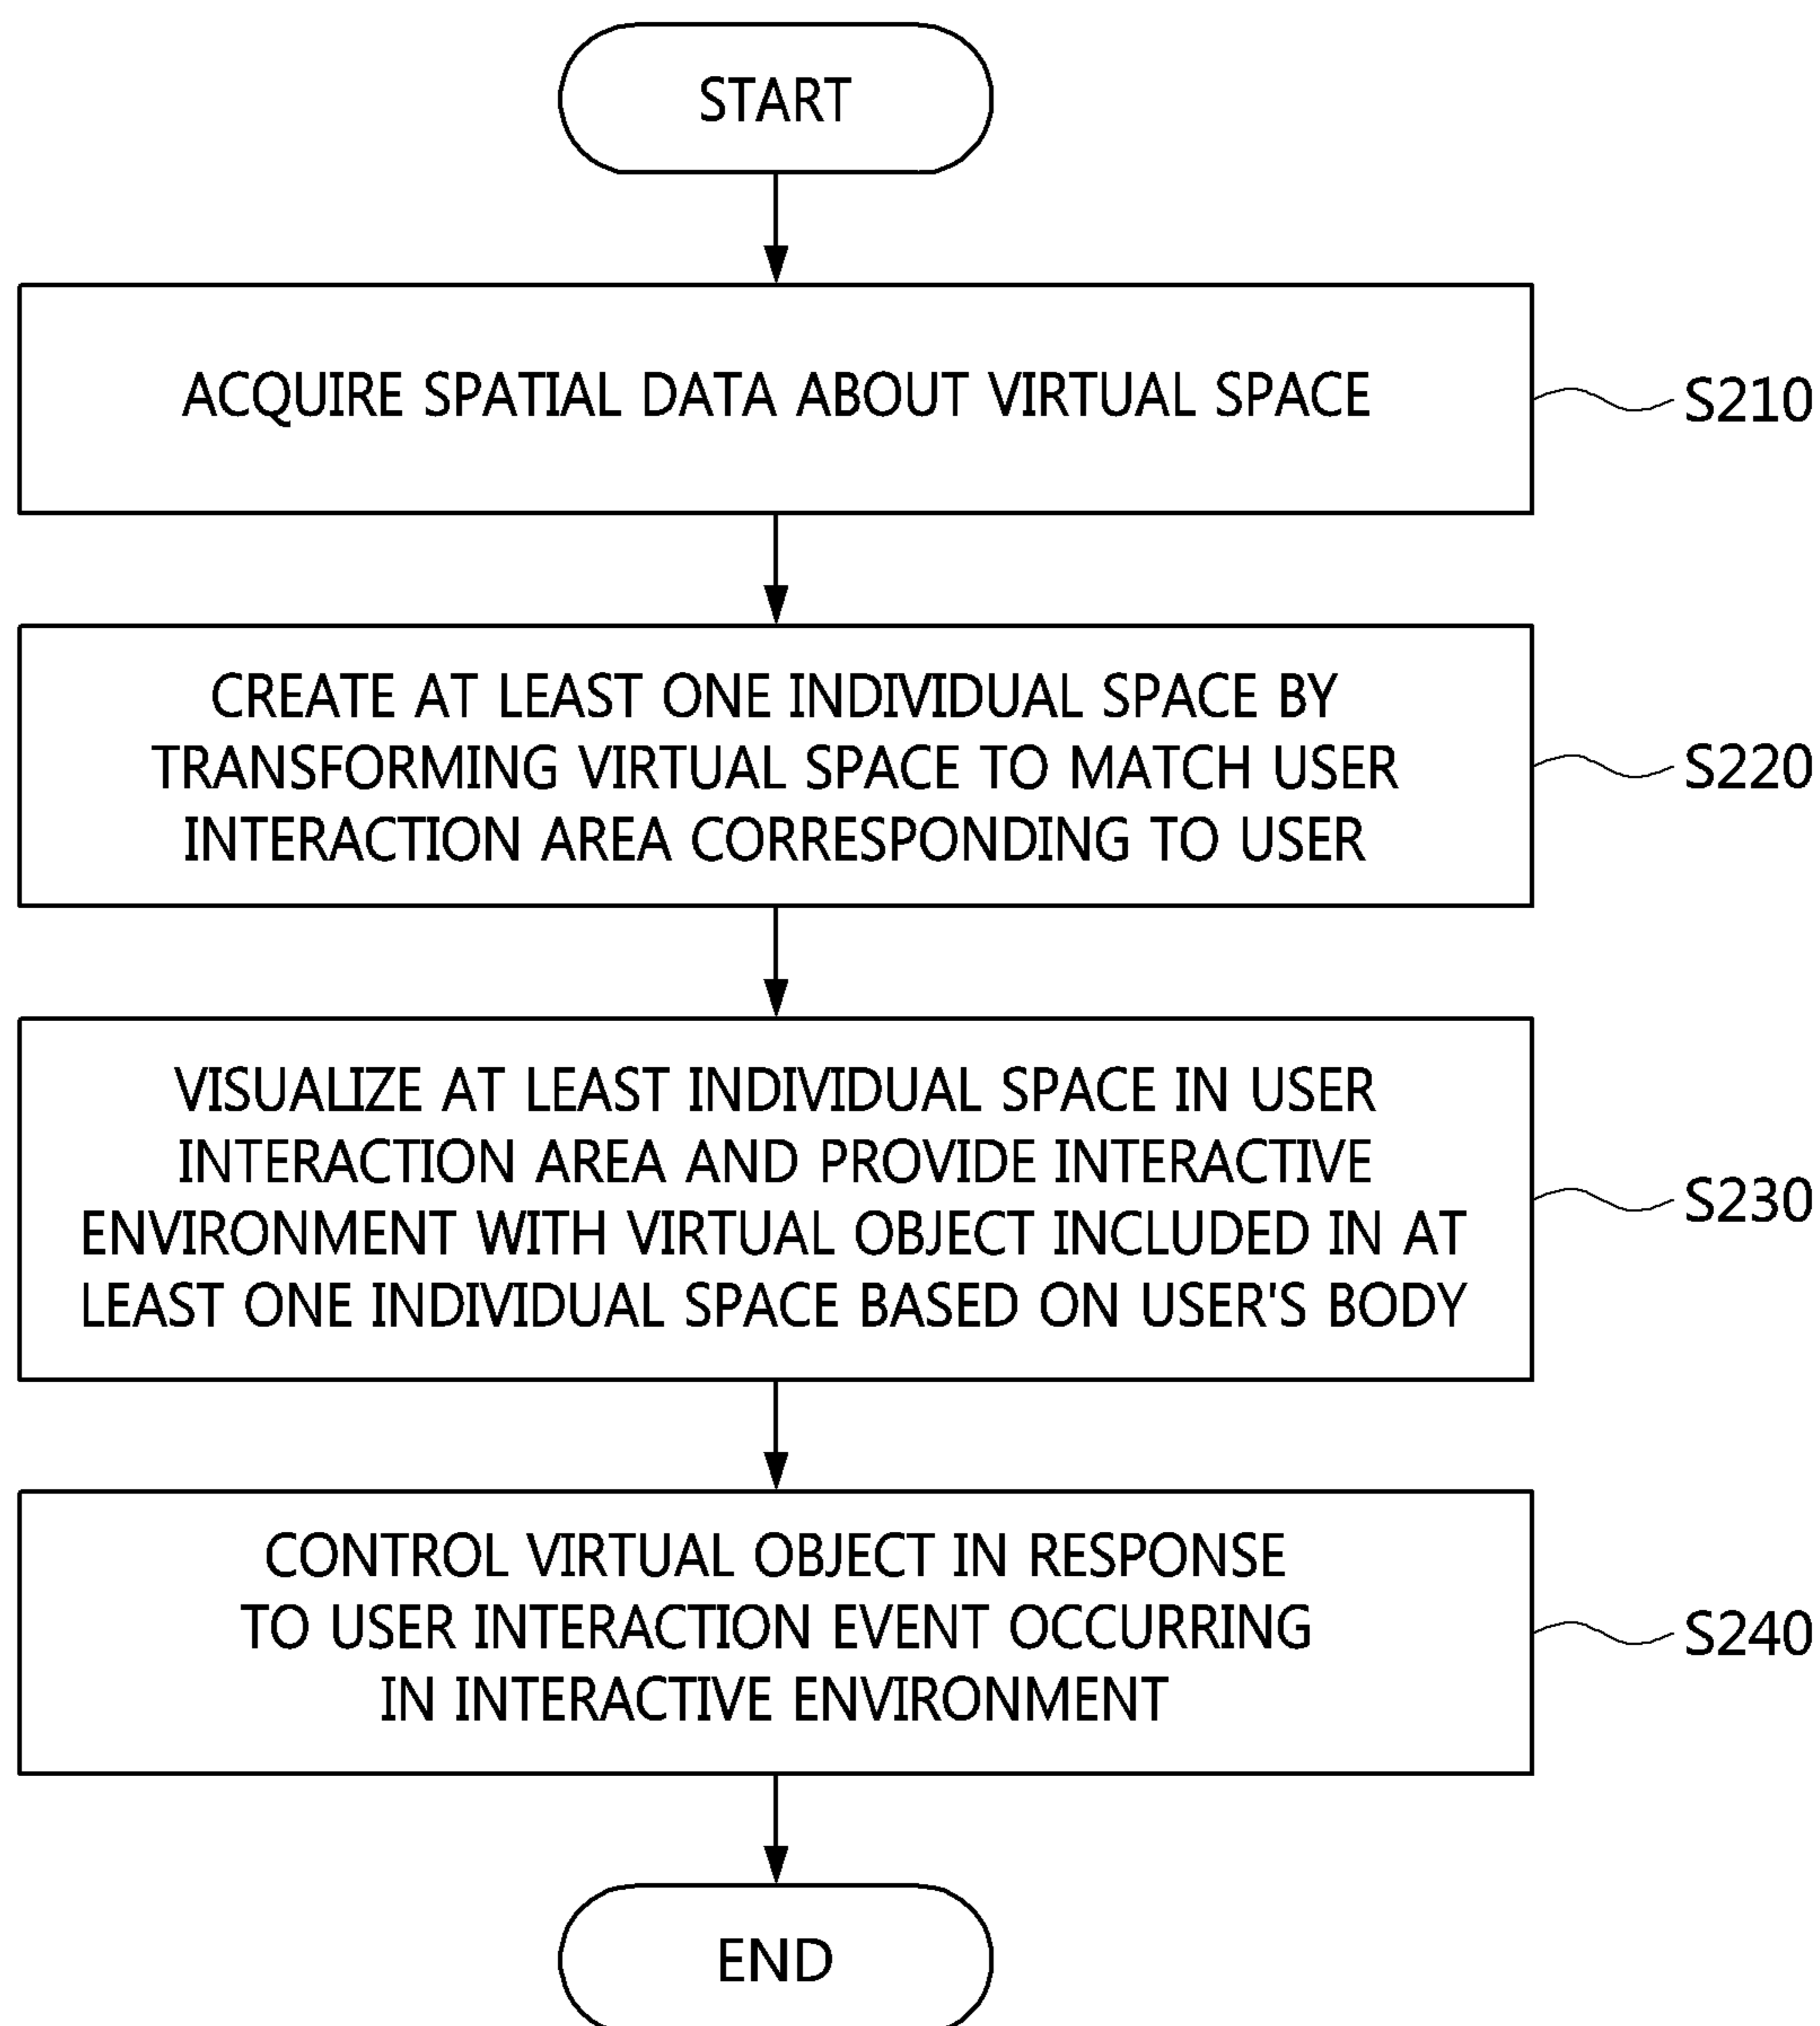 START
ACQUIRE SPATIAL DATA ABOUT VIRTUAL SPACE
S210
CREATE AT LEAST ONE INDIVIDUAL SPACE BY
TRANSFORMING VIRTUAL SPACE TO MATCH USER
INTERACTION AREA CORRESPONDING TO USER
S220
VISUALIZE AT LEAST INDIVIDUAL SPACE IN USER
INTERACTION AREA AND PROVIDE INTERACTIVE
ENVIRONMENT WITH VIRTUAL OBJECT INCLUDED IN AT
LEAST ONE INDIVIDUAL SPACE BASED ON USER'S BODY
S230
CONTROL VIRTUAL OBJECT IN RESPONSE
TO USER INTERACTION EVENT OCCURRING
IN INTERACTIVE ENVIRONMENT
S240
END